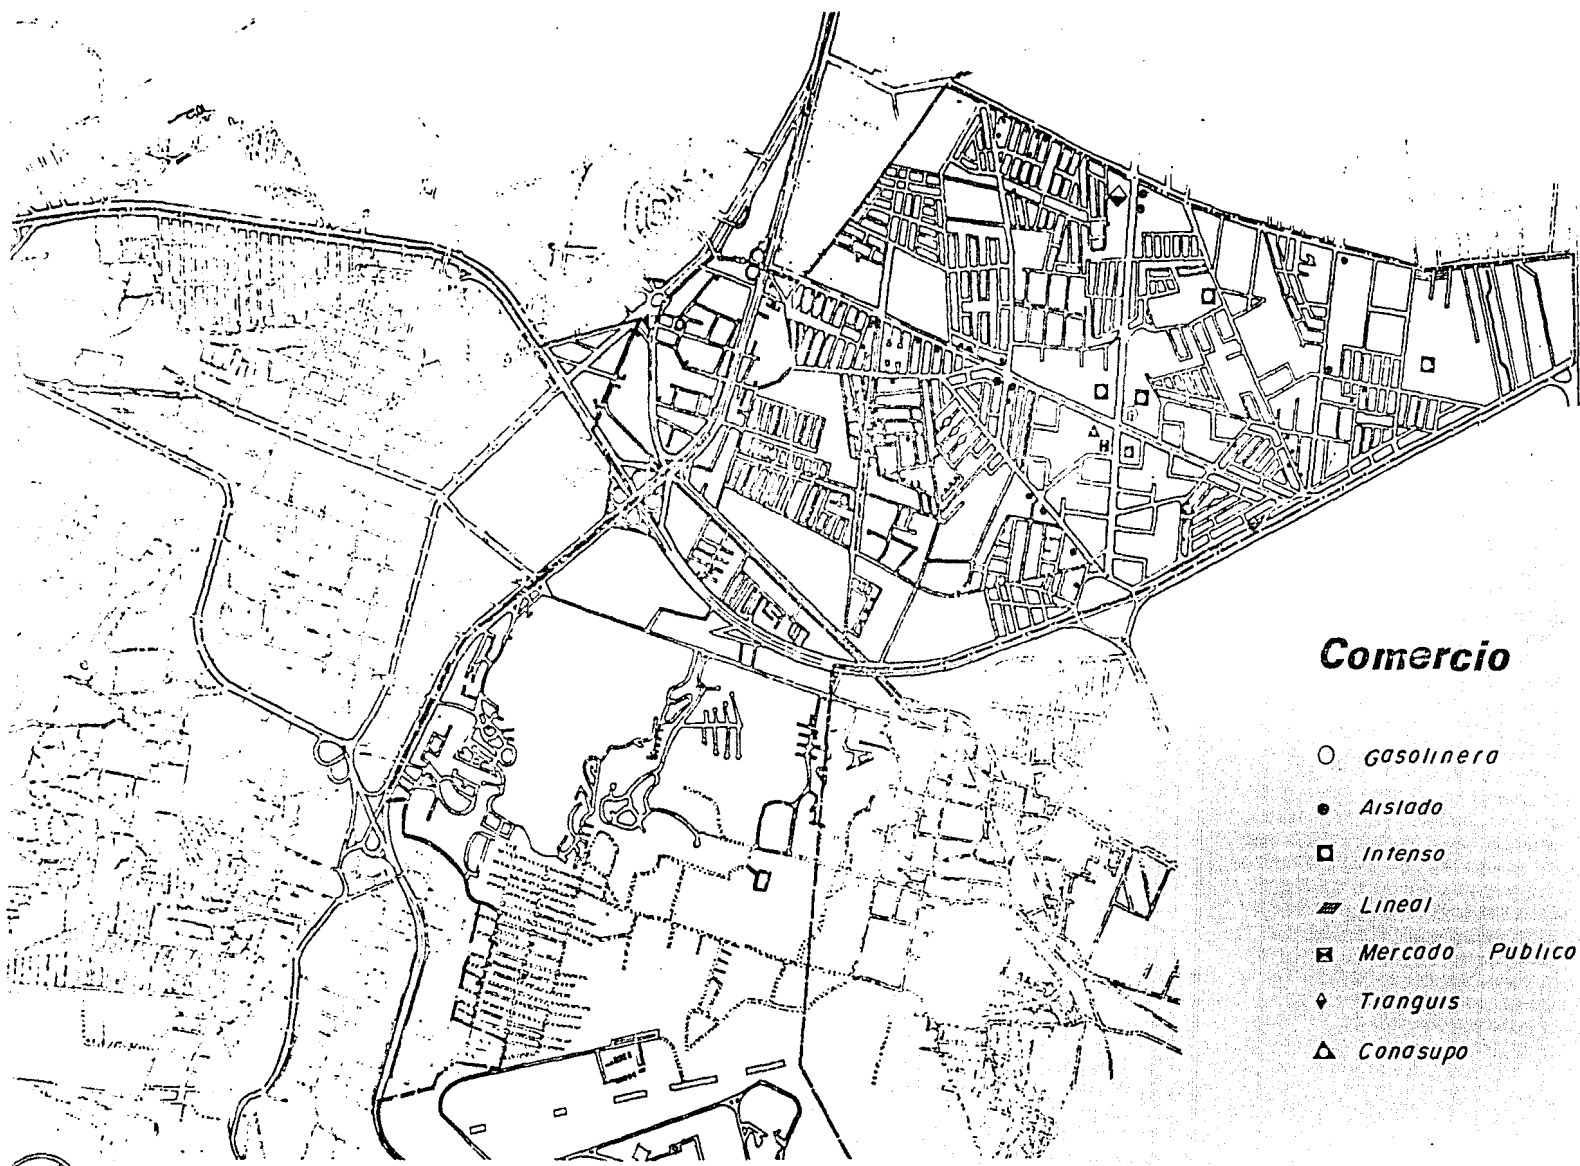 Comercio
Gasolinera
Aislado
Intenso
Lineal
Mercado Publico
Tianguis
Conasupo